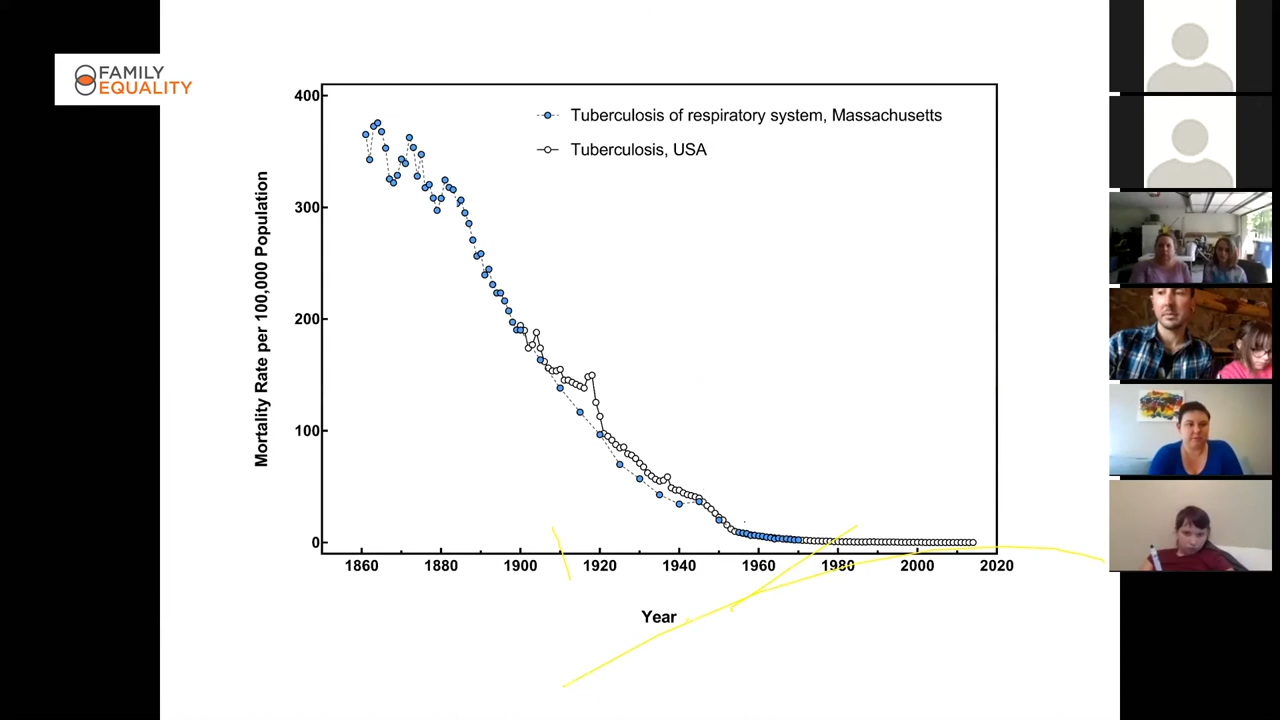 FAMILY
EQUALITY
Tuberculosis of respiratory system, Massachusetts
Tuberculosis, USA
Mortality Rate per 100,000 Population
400
300
200
100
0
1860 1880 1900 1920 1940 1960 1980 2000 2020
Year